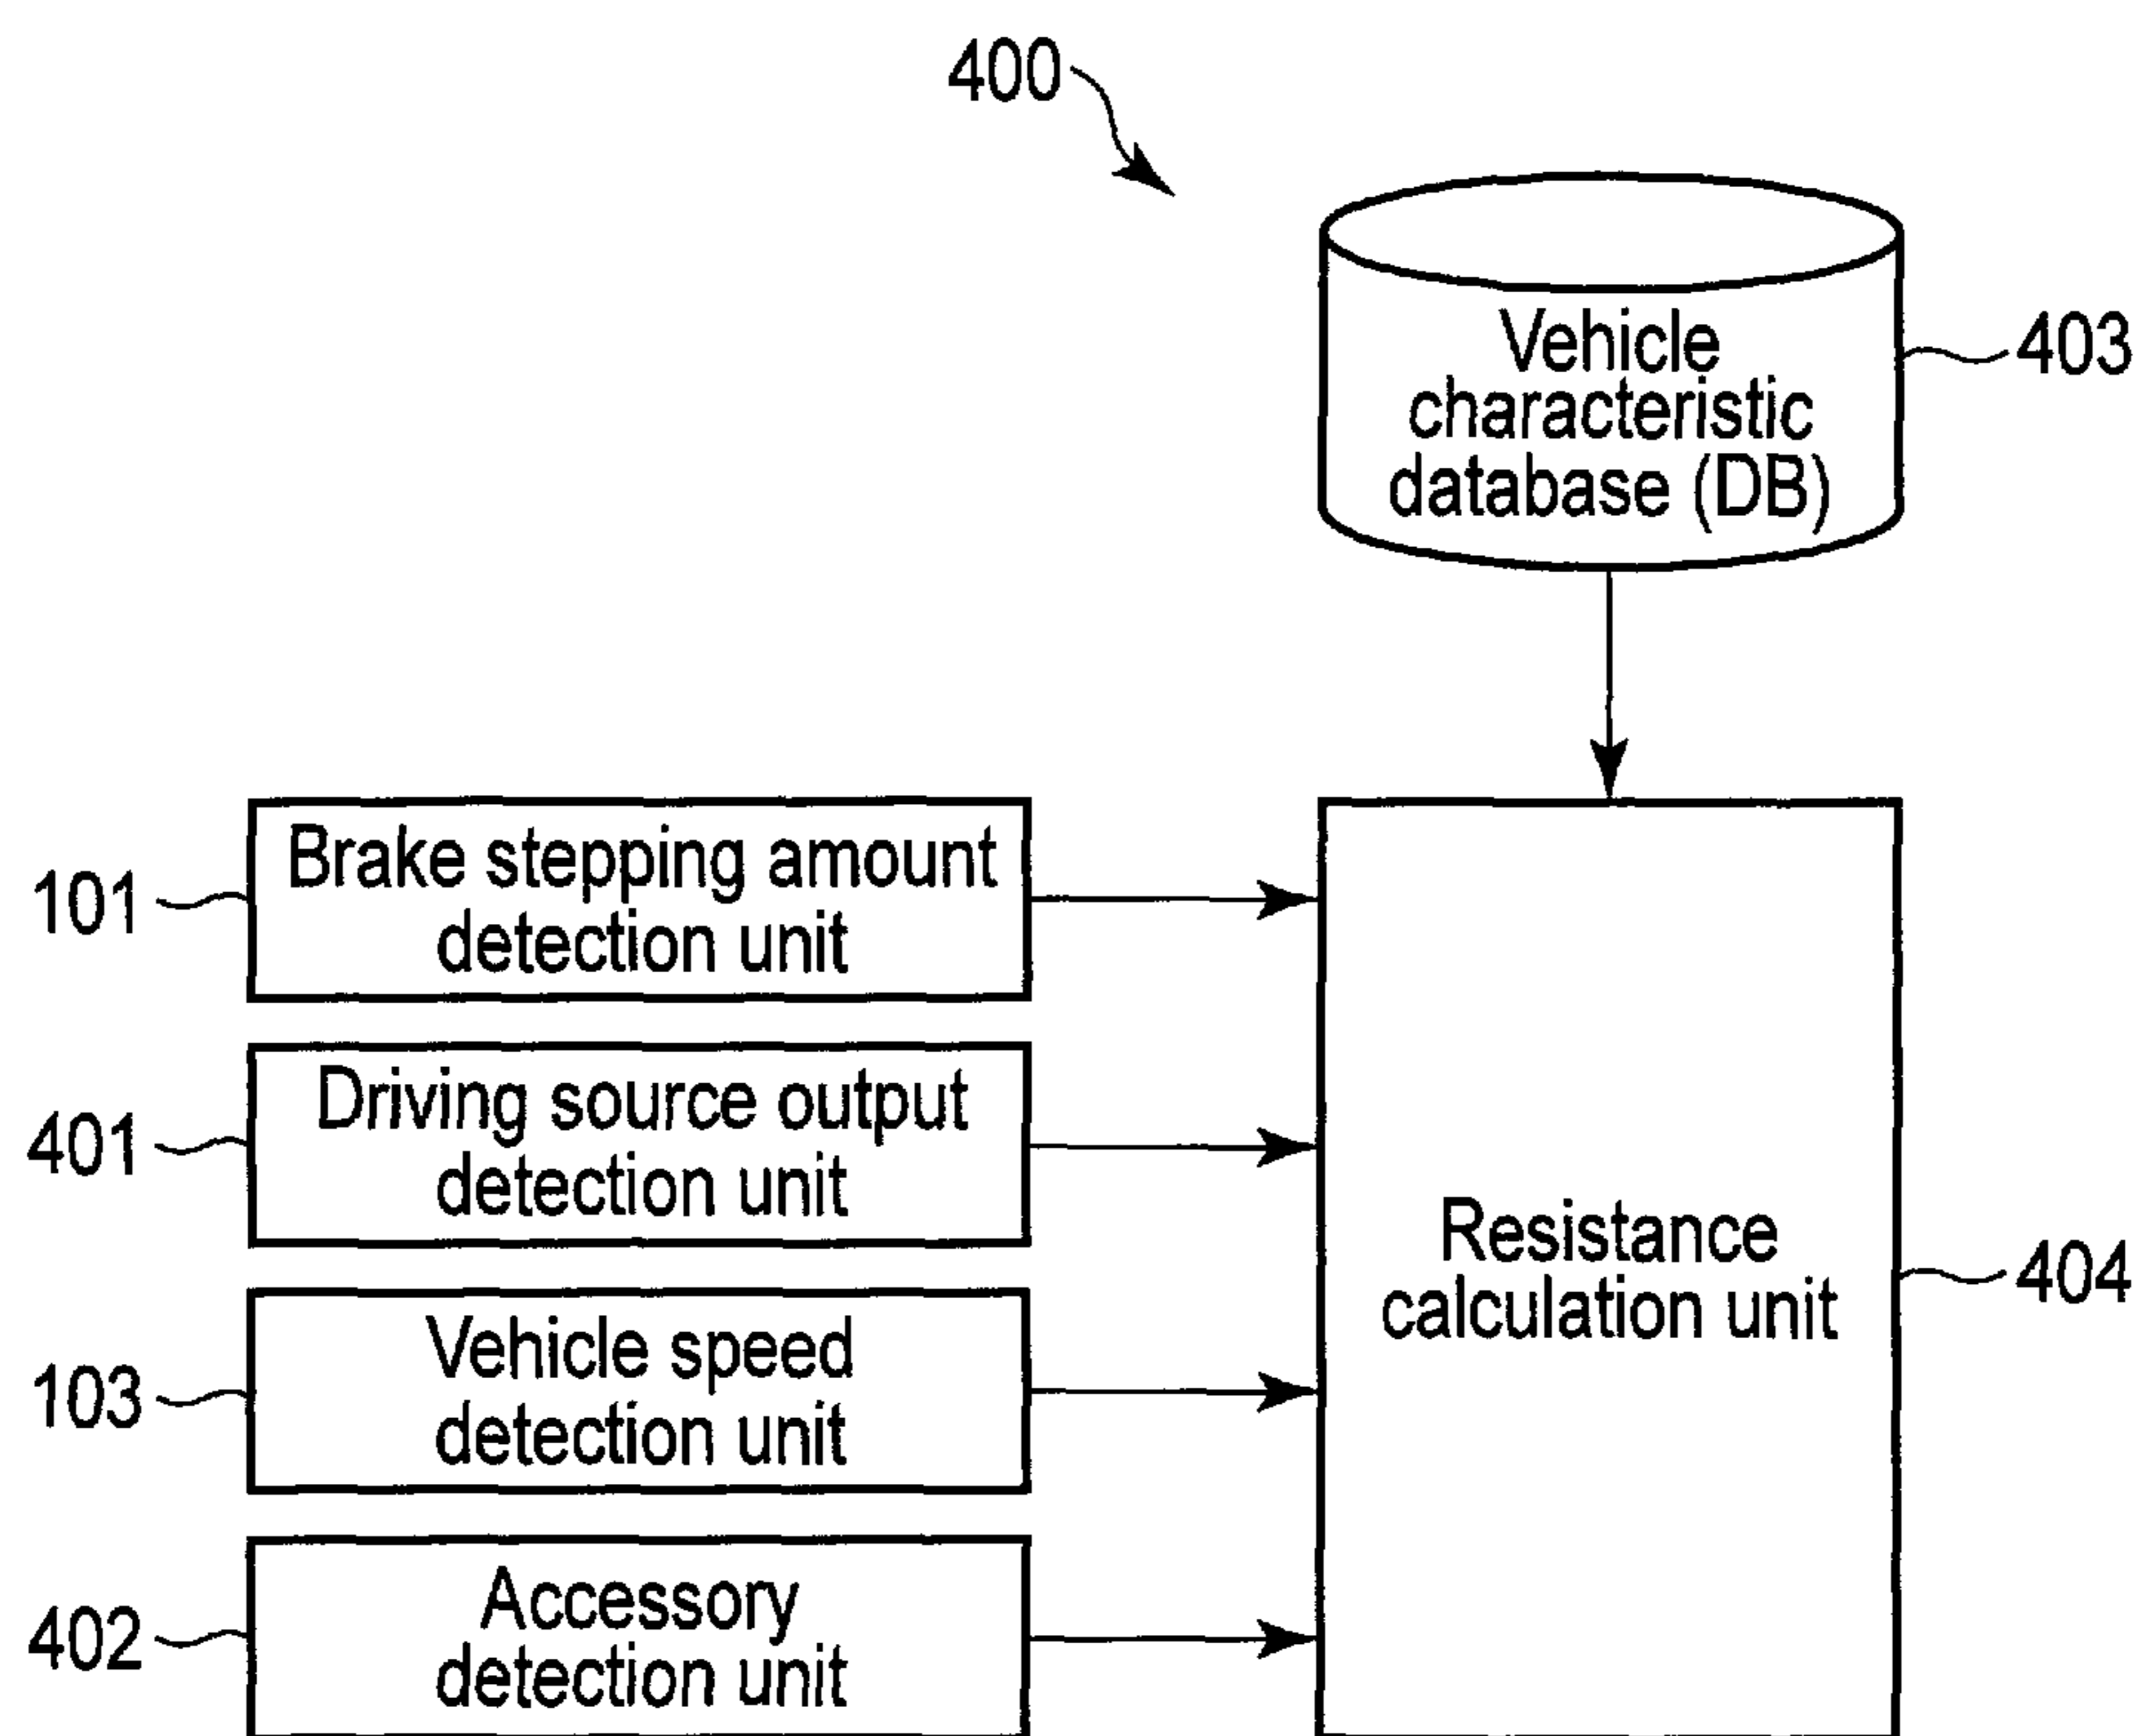 400
Vehicle
characteristic
database (DB)
403
101
Brake stepping amount
detection unit
401
Driving source output
detection unit
103
Vehicle speed
detection unit
402
Accessory
detection unit
Resistance
calculation unit
404